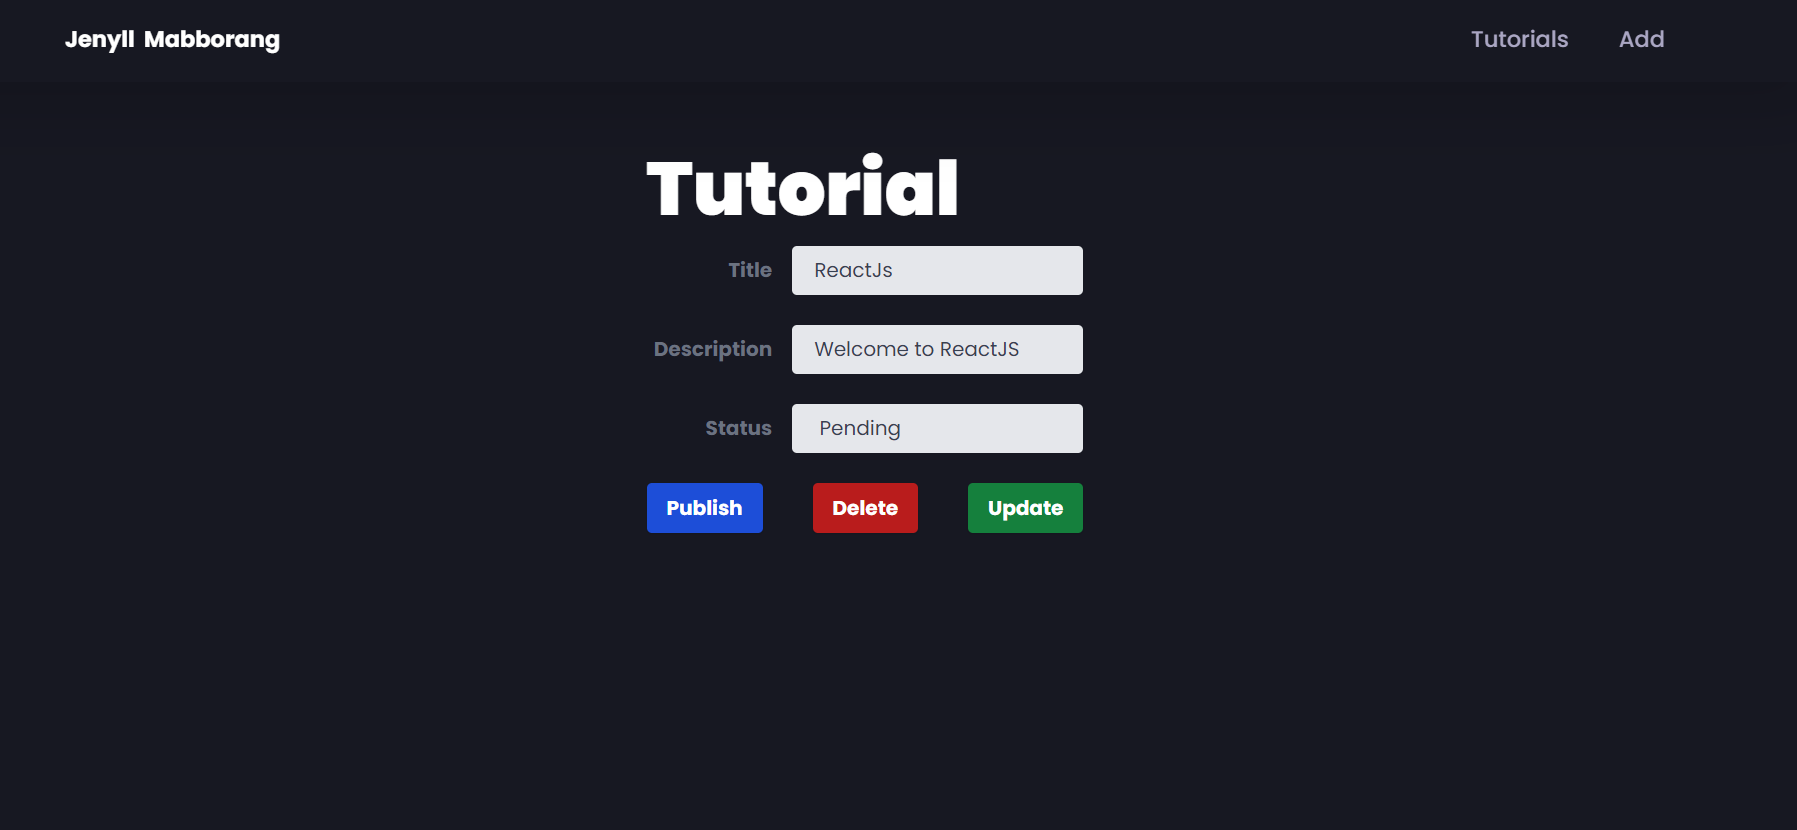 Jenyll Mabborang Tutorials Add
Tutorial
Title ReactJs
Description Welcome to ReactJS
Status Pending
Publish Delete Update